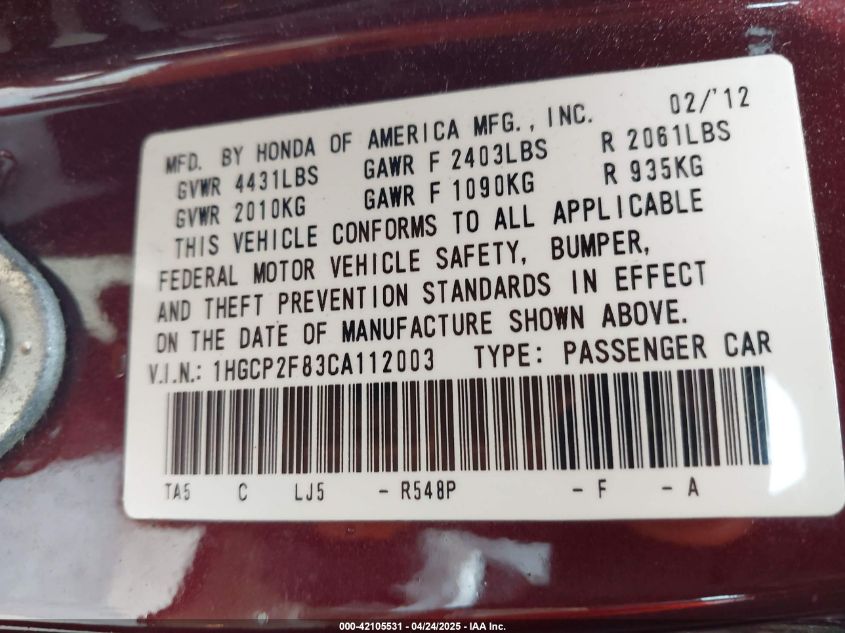 MFD. BY HONDA OF AMERICA MFG., INC. 02/'12
GVWR 4431LBS GAWR F 2403LBS R 2061LBS
GVWR 2010KG GAWR F 1090KG R 935KG
THIS VEHICLE CONFORMS TO ALL APPLICABLE
FEDERAL MOTOR VEHICLE SAFETY, BUMPER,
AND THEFT PREVENTION STANDARDS IN EFFECT
ON THE DATE OF MANUFACTURE SHOWN ABOVE.
V.I.N.: 1HGCP2F83CA112003 TYPE: PASSENGER CAR
TA5 C LJ5 - R548P - F - A
000-42105531 - 04/24/2025 - IAA Inc.